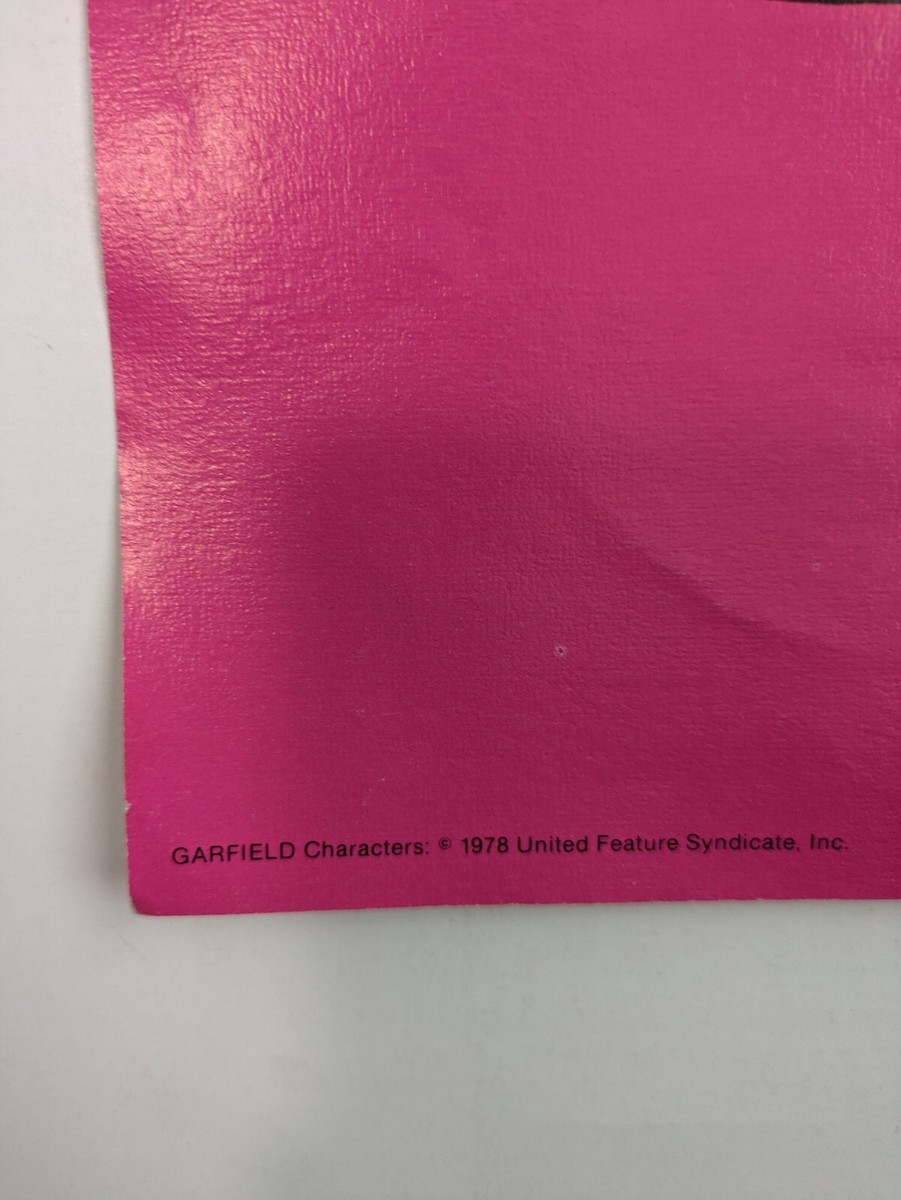 GARFIELD Characters: © 1978 United Feature Syndicate, Inc.